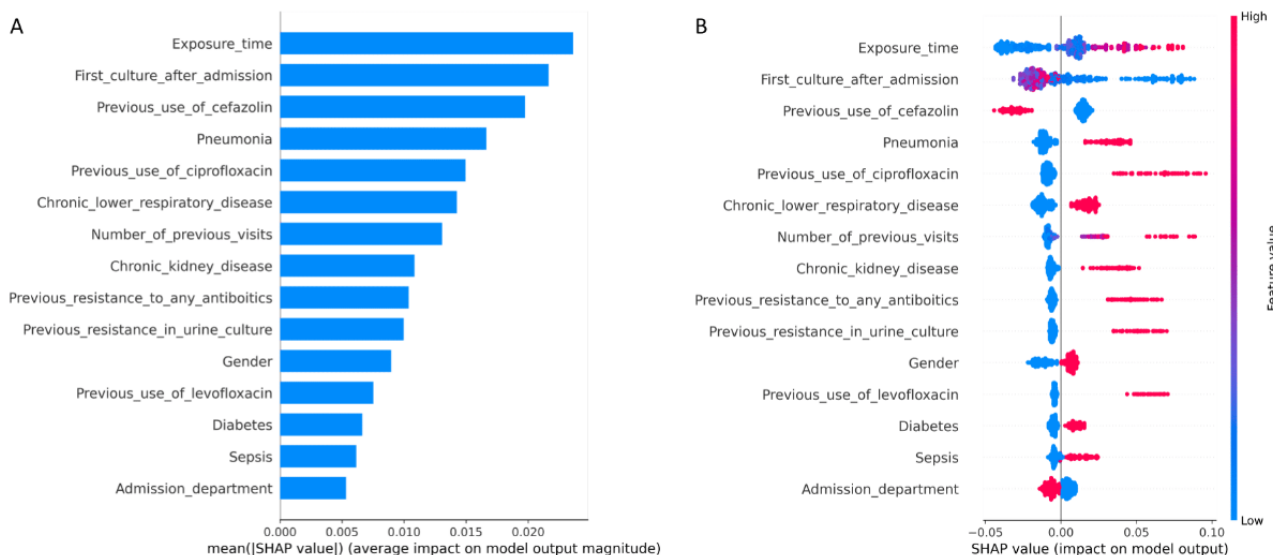 A
Exposure_time
First_culture_after_admission
Previous_use_of_cefazolin
Pneumonia
Previous_use_of_ciprofloxacin
Chronic_lower_respiratory_disease
Number_of_previous_visits
Chronic_kidney_disease
Previous_resistance_to_any_antiboitics
Previous_resistance_in_urine_culture
Gender
Previous_use_of_levofloxacin
Diabetes
Sepsis
Admission_department
0.000 0.005 0.010 0.015 0.020
mean(|SHAP value|) (average impact on model output magnitude)
B
Exposure_time
First_culture_after_admission
Previous_use_of_cefazolin
Pneumonia
Previous_use_of_ciprofloxacin
Chronic_lower_respiratory_disease
Number_of_previous_visits
Chronic_kidney_disease
Previous_resistance_to_any_antiboitics
Previous_resistance_in_urine_culture
Gender
Previous_use_of_levofloxacin
Diabetes
Sepsis
Admission_department
−0.05 0.00 0.05 0.10
SHAP value (impact on model output)
High
Feature value
Low